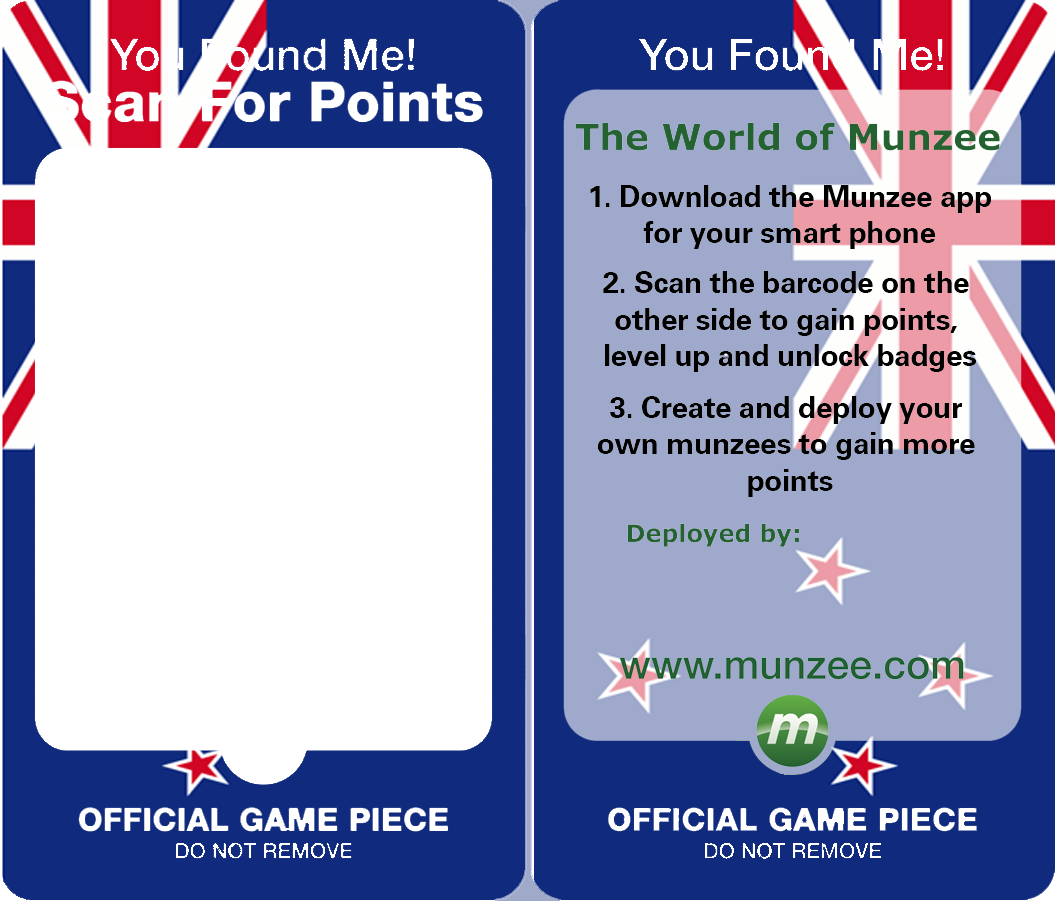 You Found Me!
Scan For Points
OFFICIAL GAME PIECE
DO NOT REMOVE
You Found Me!
The World of Munzee
1. Download the Munzee app
for your smart phone
2. Scan the barcode on the
other side to gain points,
level up and unlock badges
3. Create and deploy your
own munzees to gain more
points
Deployed by:
www.munzee.com
m
OFFICIAL GAME PIECE
DO NOT REMOVE